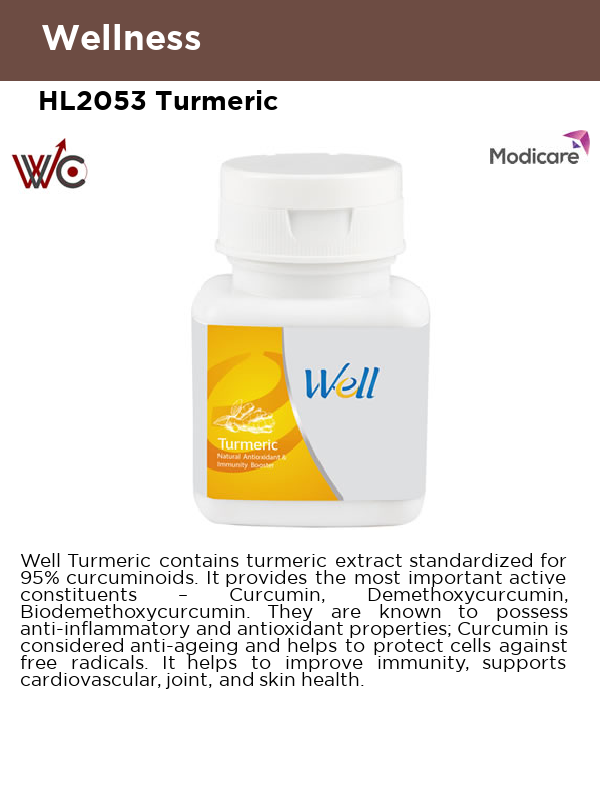 Wellness
HL2053 Turmeric
WC
Modicare
Well
Turmeric
Natural Antioxidant &
Immunity Booster
Well Turmeric contains turmeric extract standardized for
95% curcuminoids. It provides the most important active
constituents – Curcumin, Demethoxycurcumin,
Biodemethoxycurcumin. They are known to possess
anti-inflammatory and antioxidant properties; Curcumin is
considered anti-ageing and helps to protect cells against
free radicals. It helps to improve immunity, supports
cardiovascular, joint, and skin health.